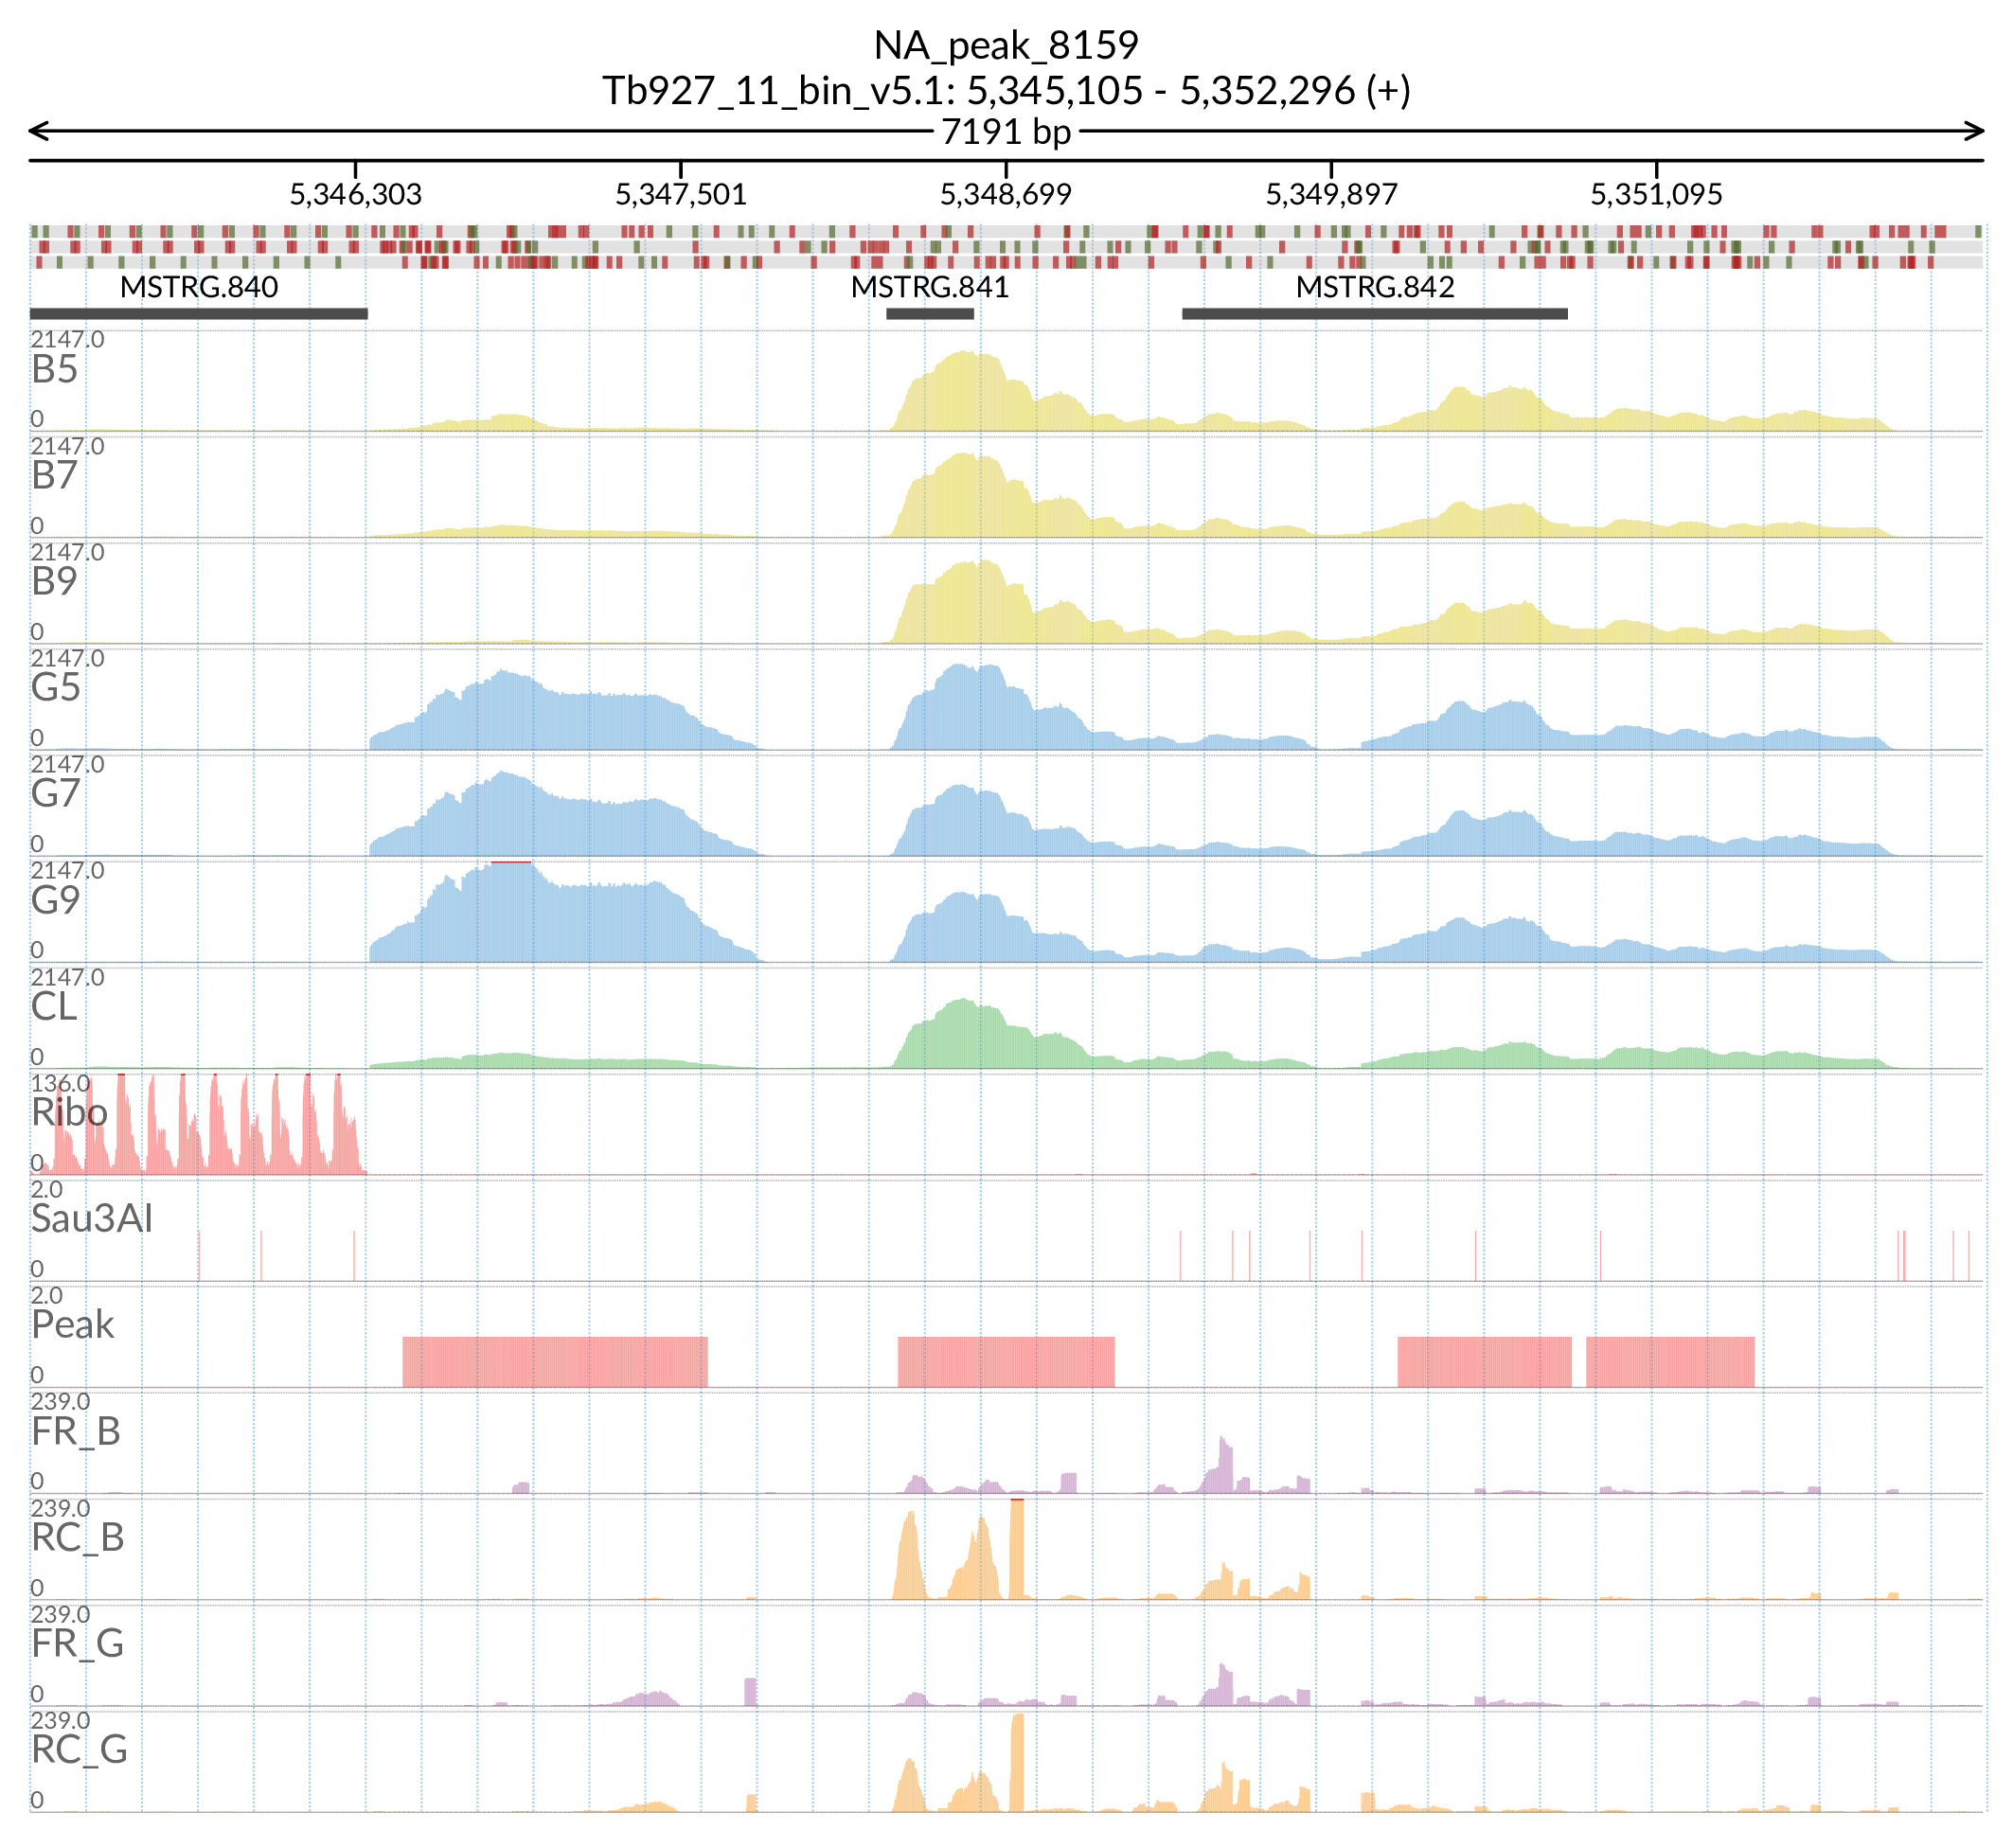 NA_peak_8159
Tb927_11_bin_v5.1: 5,345,105 - 5,352,296 (+)
7191 bp
5,346,303 5,347,501 5,348,699 5,349,897 5,351,095
MSTRG.840 MSTRG.841 MSTRG.842
2147.0
B5
0
2147.0
B7
0
2147.0
B9
0
2147.0
G5
0
2147.0
G7
0
2147.0
G9
0
2147.0
CL
0
136.0
Ribo
0
2.0
Sau3AI
0
2.0
Peak
0
239.0
FR_B
0
239.0
RC_B
0
239.0
FR_G
0
239.0
RC_G
0